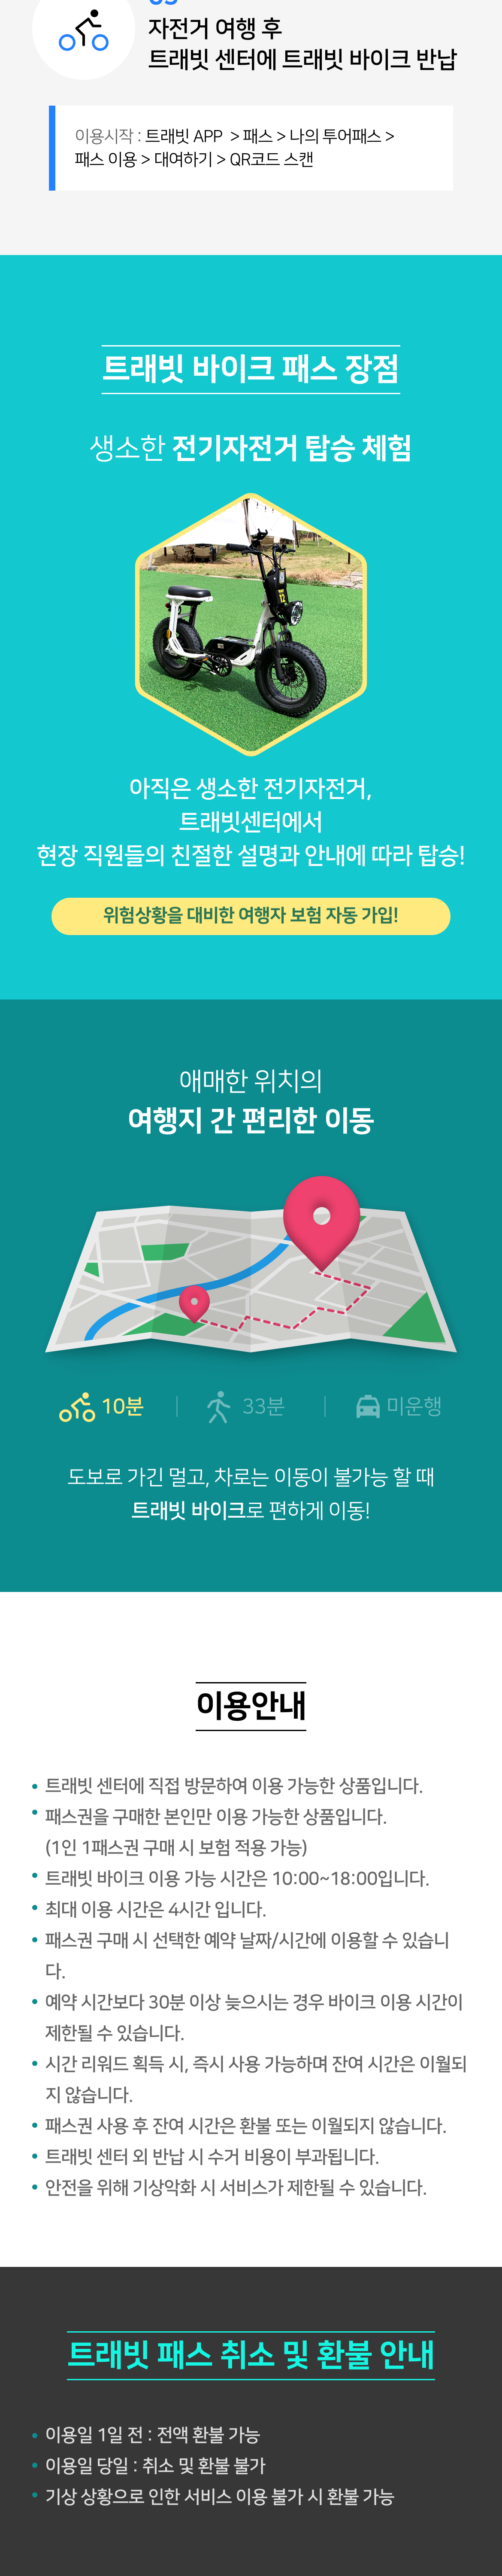 03
자전거 여행 후
트래빗 센터에 트래빗 바이크 반납
이용시작 : 트래빗 APP > 패스 > 나의 투어패스 >
패스 이용 > 대여하기 > QR코드 스캔
트래빗 바이크 패스 장점
생소한 전기자전거 탑승 체험
아직은 생소한 전기자전거,
트래빗센터에서
현장 직원들의 친절한 설명과 안내에 따라 탑승!
위험상황을 대비한 여행자 보험 자동 가입!
애매한 위치의
여행지 간 편리한 이동
10분 | 33분 | 미운행
도보로 가긴 멀고, 차로는 이동이 불가능 할 때
트래빗 바이크로 편하게 이동!
이용안내
• 트래빗 센터에 직접 방문하여 이용 가능한 상품입니다.
• 패스권을 구매한 본인만 이용 가능한 상품입니다.
(1인 1패스권 구매 시 보험 적용 가능)
• 트래빗 바이크 이용 가능 시간은 10:00~18:00입니다.
• 최대 이용 시간은 4시간 입니다.
• 패스권 구매 시 선택한 예약 날짜/시간에 이용할 수 있습니
다.
• 예약 시간보다 30분 이상 늦으시는 경우 바이크 이용 시간이
제한될 수 있습니다.
• 시간 리워드 획득 시, 즉시 사용 가능하며 잔여 시간은 이월되
지 않습니다.
• 패스권 사용 후 잔여 시간은 환불 또는 이월되지 않습니다.
• 트래빗 센터 외 반납 시 수거 비용이 부과됩니다.
• 안전을 위해 기상악화 시 서비스가 제한될 수 있습니다.
트래빗 패스 취소 및 환불 안내
• 이용일 1일 전 : 전액 환불 가능
• 이용일 당일 : 취소 및 환불 불가
• 기상 상황으로 인한 서비스 이용 불가 시 환불 가능